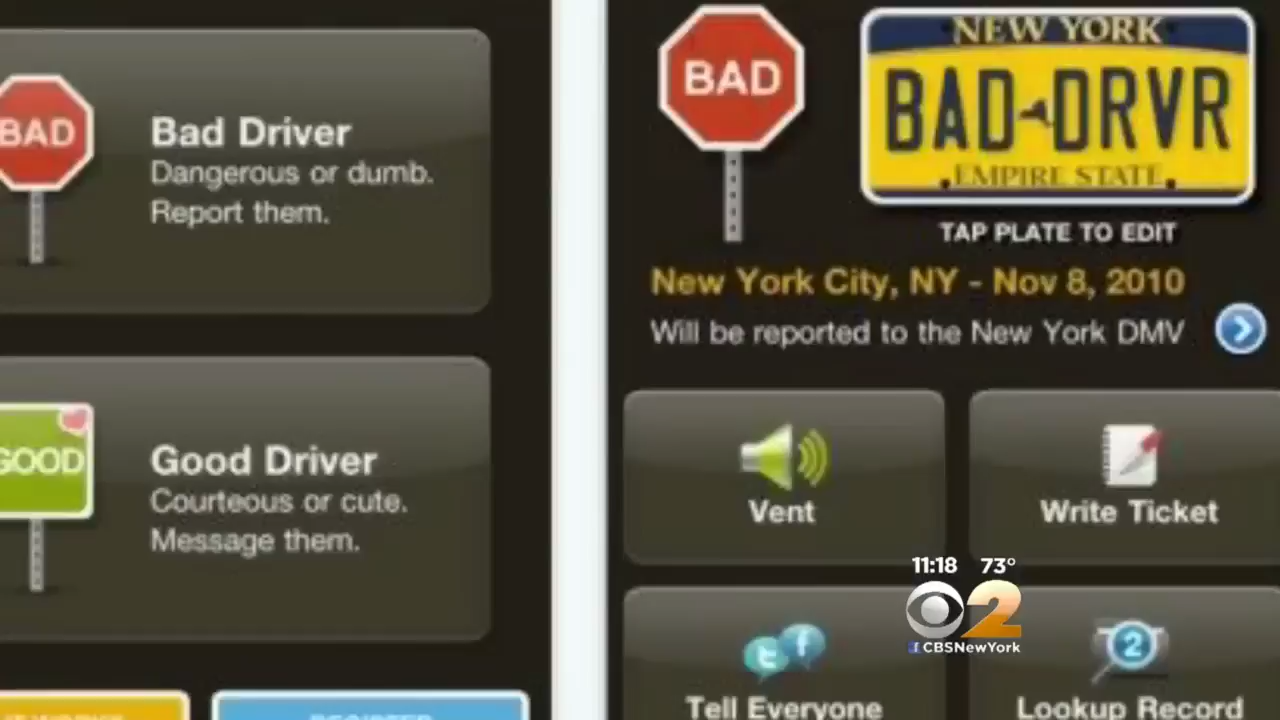 BAD
Bad Driver
Dangerous or dumb.
Report them.
GOOD
Good Driver
Courteous or cute.
Message them.
BAD
NEW YORK
BAD DRVR
EMPIRE STATE
TAP PLATE TO EDIT
New York City, NY - Nov 8, 2010
Will be reported to the New York DMV
Vent
Write Ticket
Tell Everyone
2
Lookup Record
11:18 73°
2
f CBSNewYork